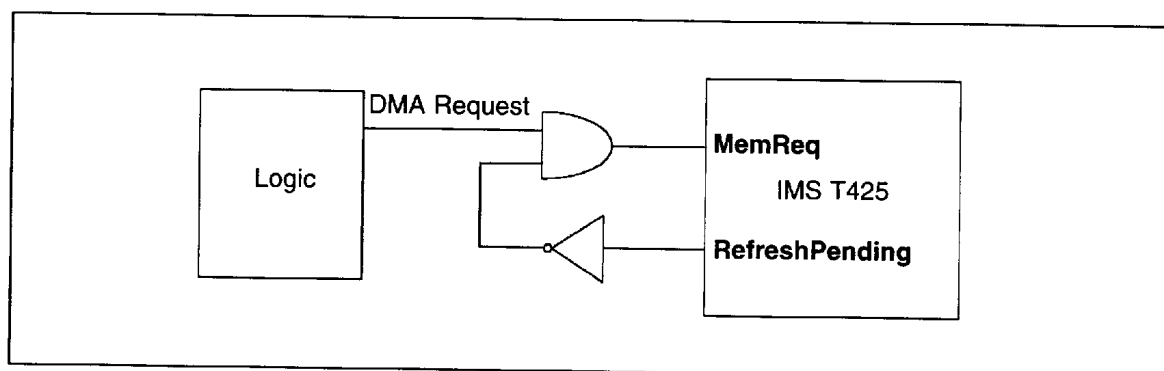 DMA Request
Logic
MemReq
IMS T425
RefreshPending